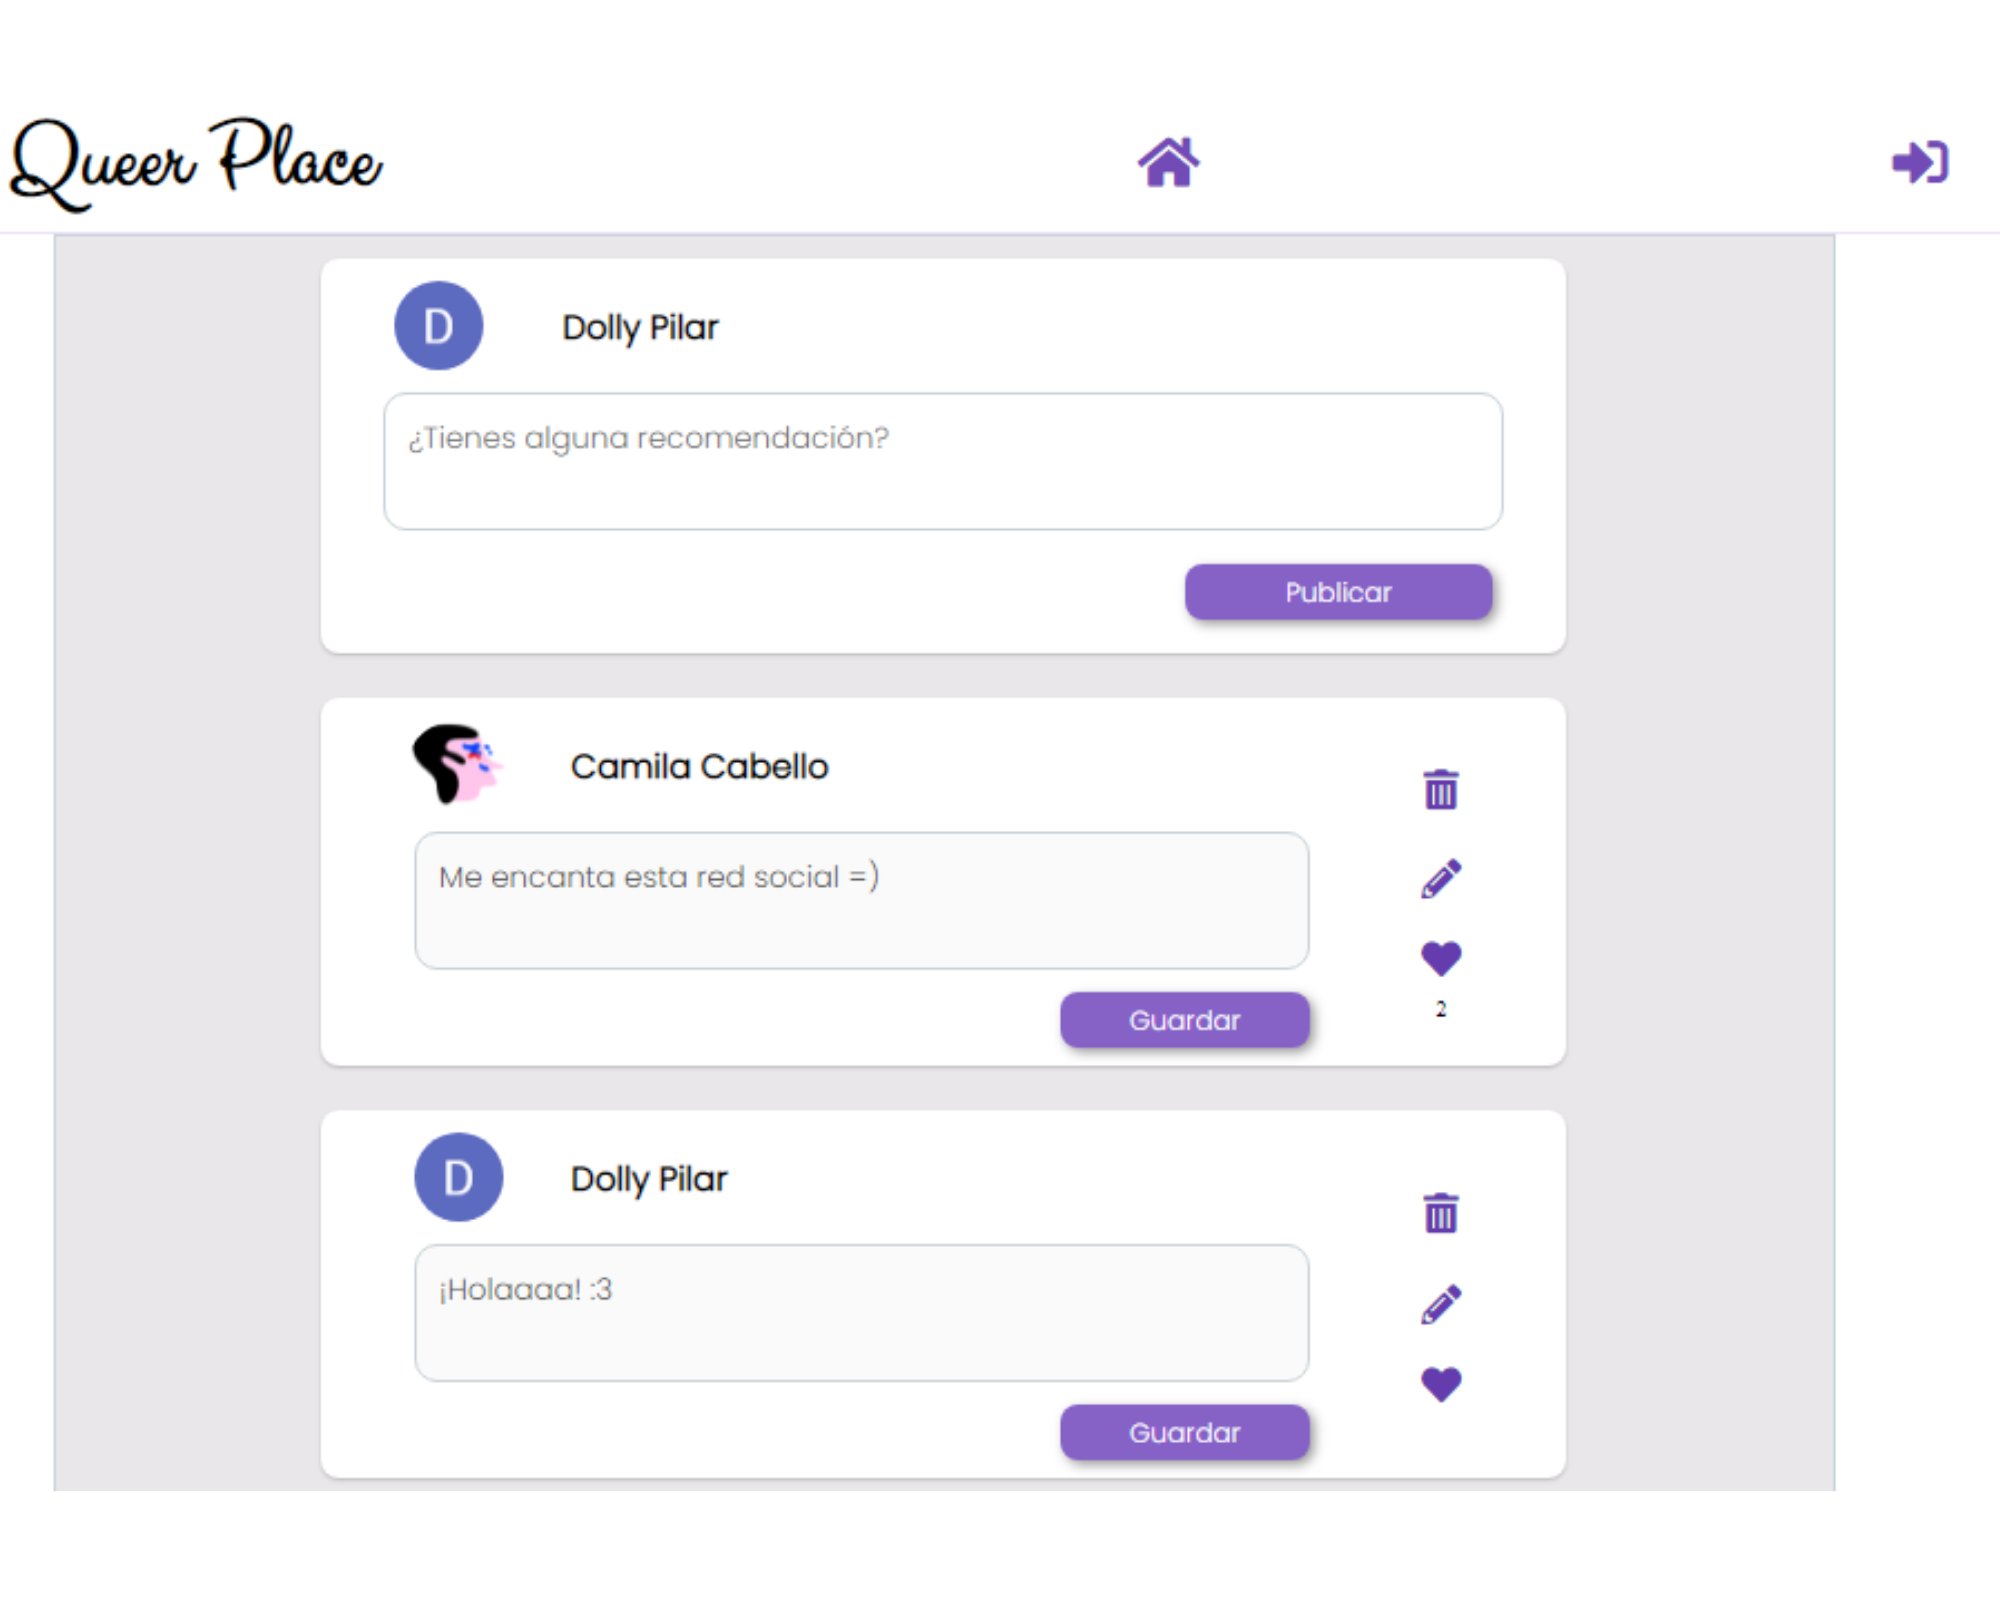 Queer Place
D
Dolly Pilar
¿Tienes alguna recomendación?
Publicar
Camila Cabello
Me encanta esta red social =)
2
Guardar
D
Dolly Pilar
¡Holaaaa! :3
Guardar